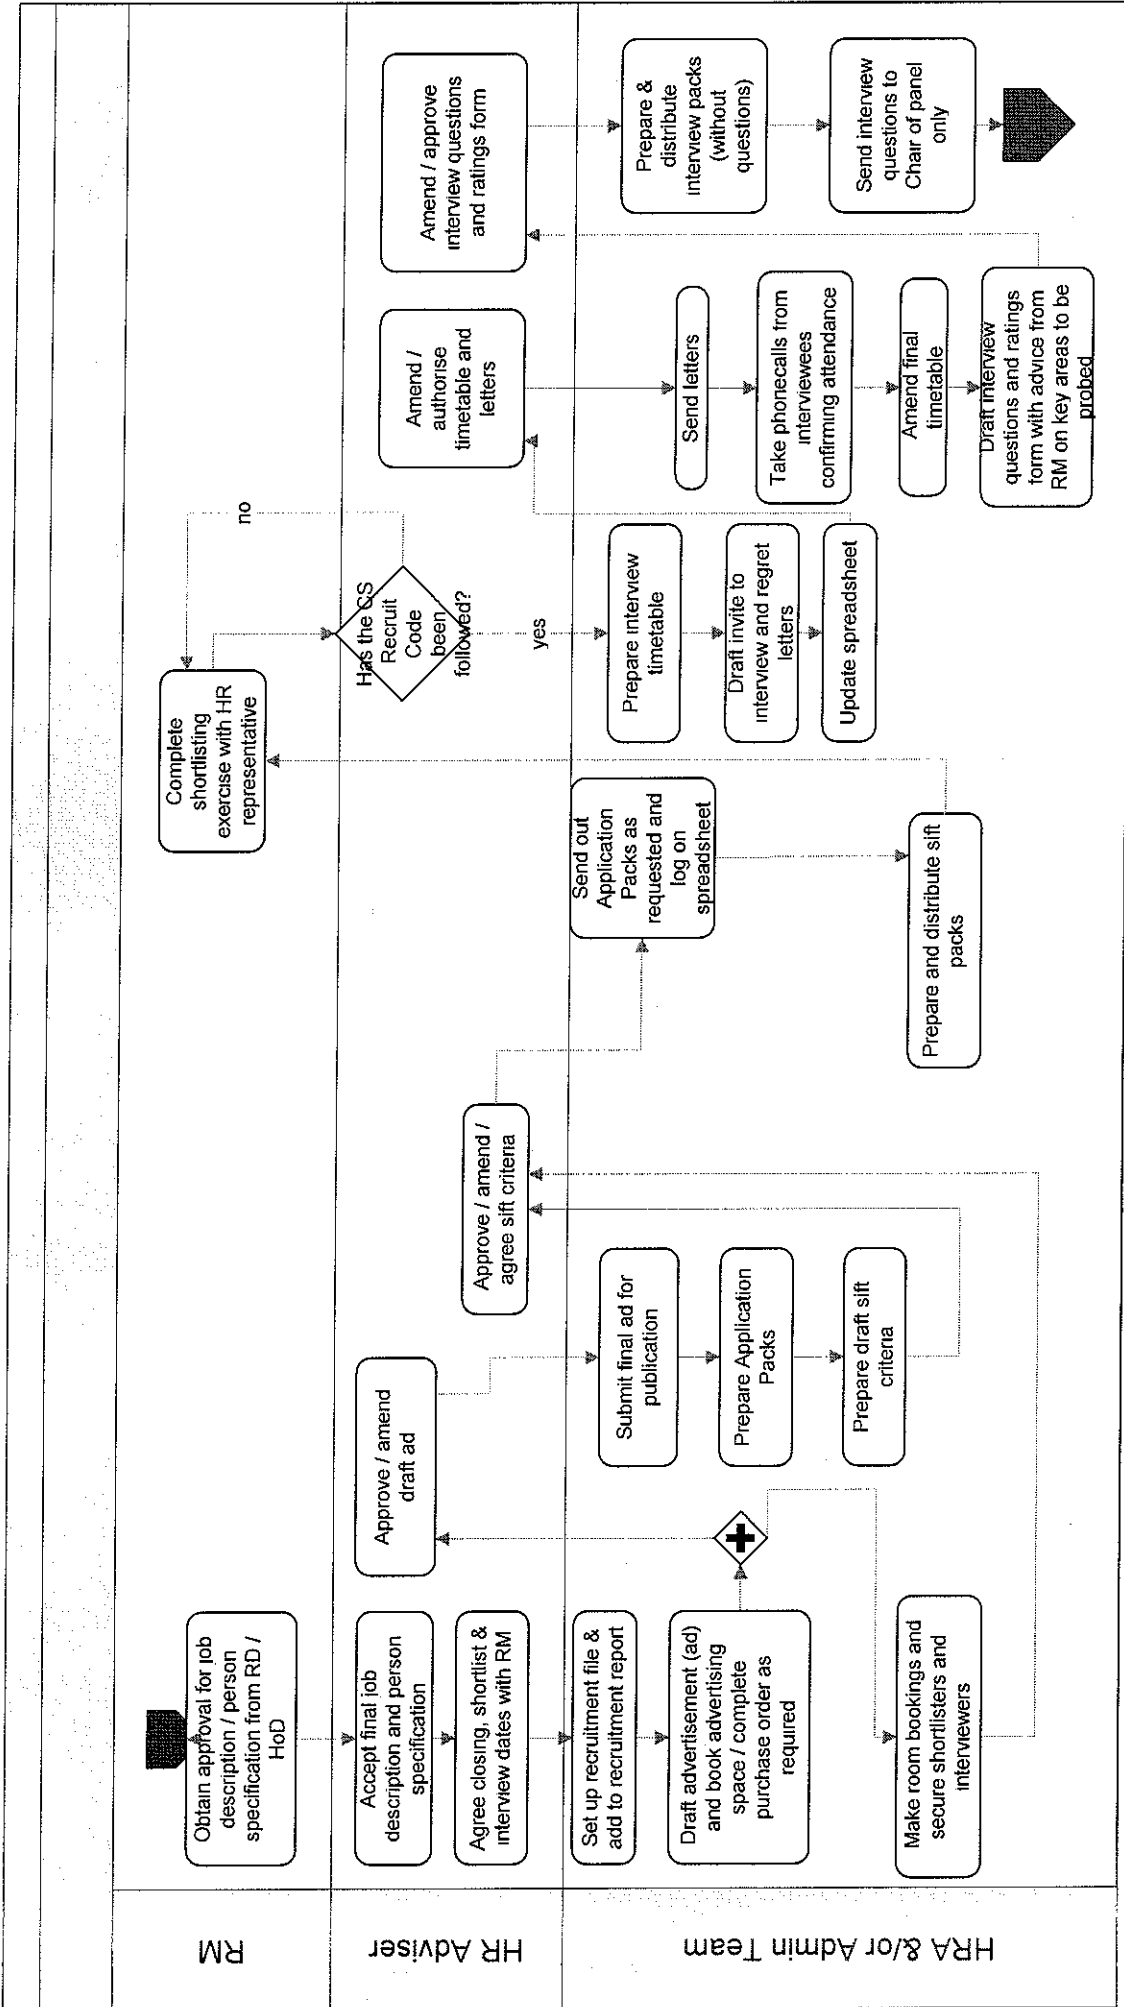 RM
Obtain approval for job
description / person
specification from RD /
HoD
Complete
shortlisting
exercise with HR
representative
no
HR Adviser
Accept final job
description and person
specification
Agree closing, shortlist &
interview dates with RM
Approve / amend
draft ad
Approve / amend /
agree sift criteria
Has the CS
Recruit
Code
been
followed?
yes
Amend /
authorise
timetable and
letters
Amend / approve
interview questions
and ratings form
HRA &/or Admin Team
Set up recruitment file &
add to recruitment report
Draft advertisement (ad)
and book advertising
space / complete
purchase order as
required
Make room bookings and
secure shortlisters and
interviewers
Submit final ad for
publication
Prepare Application
Packs
Prepare draft sift
criteria
Send out
Application
Packs as
requested and
log on
spreadsheet
Prepare and distribute sift
packs
Prepare interview
timetable
Draft invite to
interview and regret
letters
Update spreadsheet
Send letters
Take phonecalls from
interviewees
confirming attendance
Amend final
timetable
Draft interview
questions and ratings
form with advice from
RM on key areas to be
probed
Prepare &
distribute
interview packs
(without
questions)
Send interview
questions to
Chair of panel
only